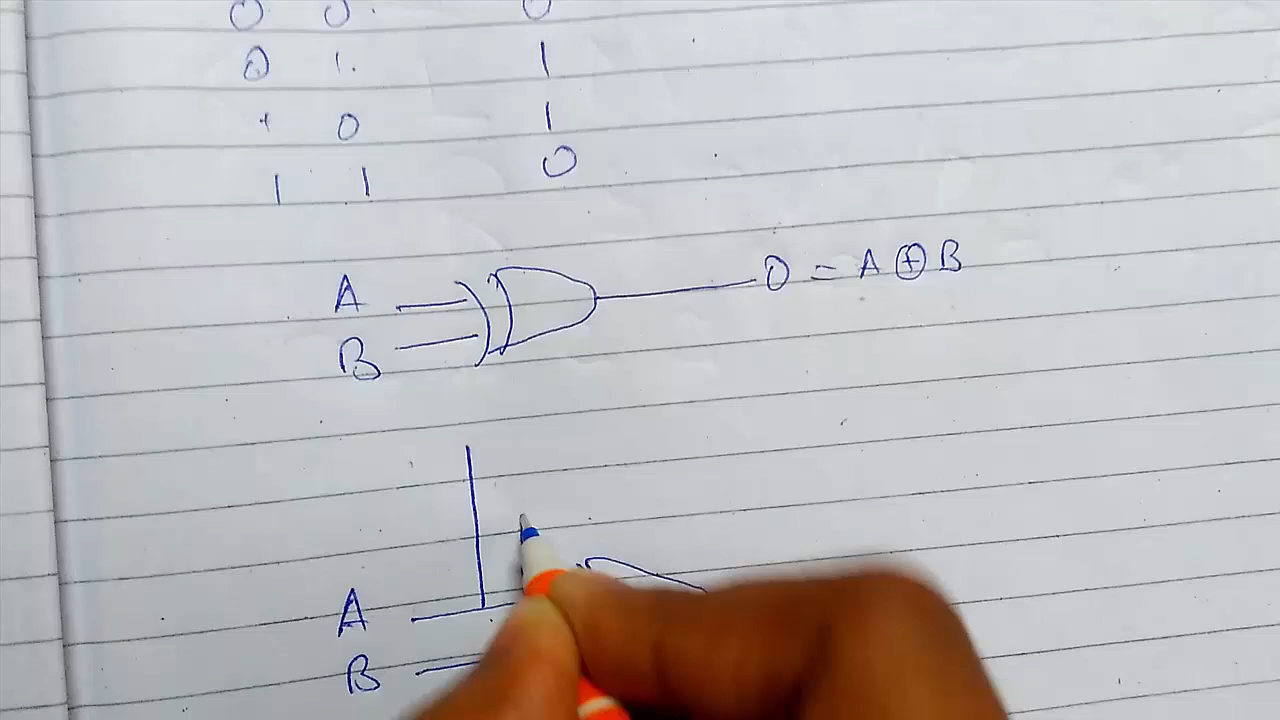 0 0. 0
0 1. 1
1 0 1
1 1 0
A
O = A ⊕ B
B
A
B